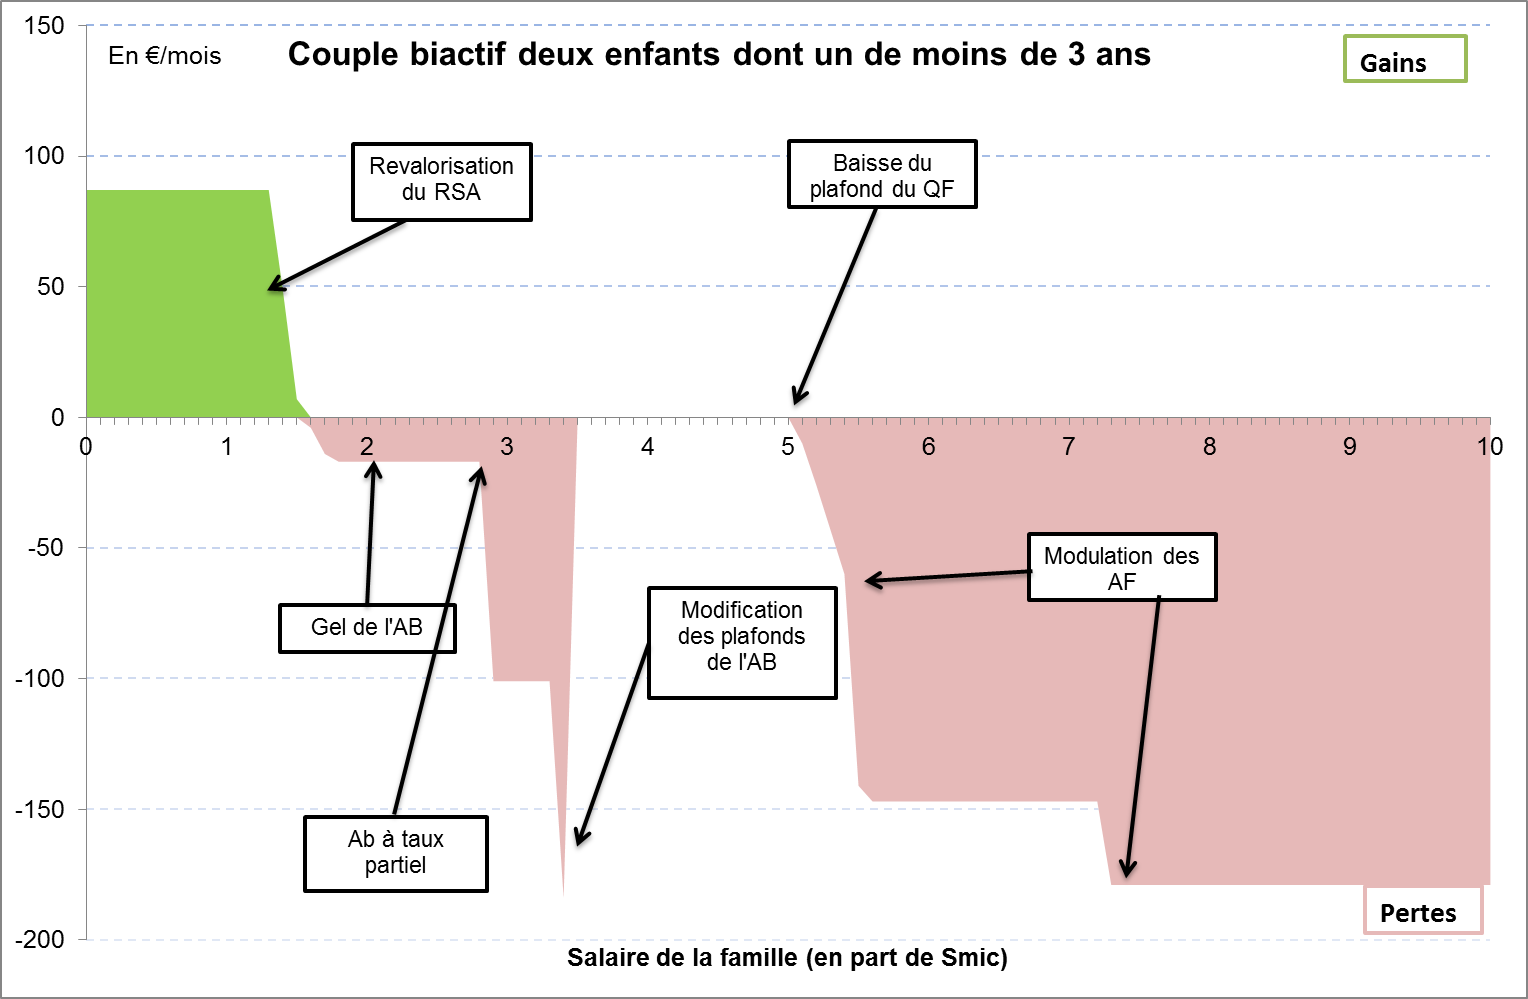 Couple biactif deux enfants dont un de moins de 3 ans
En €/mois
Gains
150
100
50
0
-50
-100
-150
-200
0 1 2 3 4 5 6 7 8 9 10
Revalorisation
du RSA
Baisse du
plafond du QF
Gel de l'AB
Ab à taux
partiel
Modification
des plafonds
de l'AB
Modulation des
AF
Pertes
Salaire de la famille (en part de Smic)